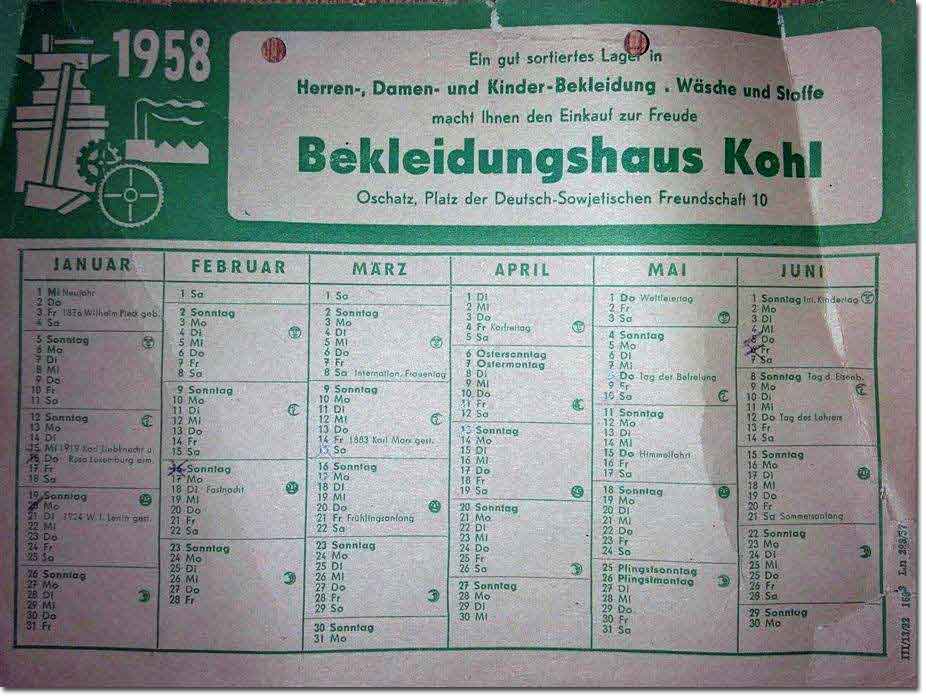 1958
Ein gut sortiertes Lager in
Herren-, Damen- und Kinder-Bekleidung . Wäsche und Stoffe
macht Ihnen den Einkauf zur Freude
Bekleidungshaus Kohl
Oschatz, Platz der Deutsch-Sowjetischen Freundschaft 10
JANUAR
1 Mi Neujahr
2 Do
3 Fr 1876 Wilhelm Pieck geb.
4 Sa
5 Sonntag
6 Mo
7 Di
8 Mi
9 Do
10 Fr
11 Sa
12 Sonntag
13 Mo
14 Di
15 Mi 1919 Karl Liebknecht u.
16 Do Rosa Luxemburg erm.
17 Fr
18 Sa
19 Sonntag
20 Mo
21 Di 1924 W. I. Lenin gest.
22 Mi
23 Do
24 Fr
25 Sa
26 Sonntag
27 Mo
28 Di
29 Mi
30 Do
31 Fr
FEBRUAR
1 Sa
2 Sonntag
3 Mo
4 Di
5 Mi
6 Do
7 Fr
8 Sa
9 Sonntag
10 Mo
11 Di
12 Mi
13 Do
14 Fr
15 Sa
16 Sonntag
17 Mo
18 Di Fastnacht
19 Mi
20 Do
21 Fr
22 Sa
23 Sonntag
24 Mo
25 Di
26 Mi
27 Do
28 Fr
MÄRZ
1 Sa
2 Sonntag
3 Mo
4 Di
5 Mi
6 Do
7 Fr
8 Sa Internation. Frauentag
9 Sonntag
10 Mo
11 Di
12 Mi
13 Do
14 Fr 1883 Karl Marx gest.
15 Sa
16 Sonntag
17 Mo
18 Di
19 Mi
20 Do
21 Fr Frühlingsanfang
22 Sa
23 Sonntag
24 Mo
25 Di
26 Mi
27 Do
28 Fr
29 Sa
30 Sonntag
31 Mo
APRIL
1 Di
2 Mi
3 Do
4 Fr Karfreitag
5 Sa
6 Ostersonntag
7 Ostermontag
8 Di
9 Mi
10 Do
11 Fr
12 Sa
13 Sonntag
14 Mo
15 Di
16 Mi
17 Do
18 Fr
19 Sa
20 Sonntag
21 Mo
22 Di
23 Mi
24 Do
25 Fr
26 Sa
27 Sonntag
28 Mo
29 Di
30 Mi
MAI
1 Do Weltfeiertag
2 Fr
3 Sa
4 Sonntag
5 Mo
6 Di
7 Mi
8 Do Tag der Befreiung
9 Fr
10 Sa
11 Sonntag
12 Mo
13 Di
14 Mi
15 Do Himmelfahrt
16 Fr
17 Sa
18 Sonntag
19 Mo
20 Di
21 Mi
22 Do
23 Fr
24 Sa
25 Pfingstsonntag
26 Pfingstmontag
27 Di
28 Mi
29 Do
30 Fr
31 Sa
JUNI
1 Sonntag Int. Kindertag
2 Mo
3 Di
4 Mi
5 Do
6 Fr
7 Sa
8 Sonntag Tag d. Eisenb.
9 Mo
10 Di
11 Mi
12 Do Tag des Lehrers
13 Fr
14 Sa
15 Sonntag
16 Mo
17 Di
18 Mi
19 Do
20 Fr
21 Sa Sommersanfang
22 Sonntag
23 Mo
24 Di
25 Mi
26 Do
27 Fr
28 Sa
29 Sonntag
30 Mo